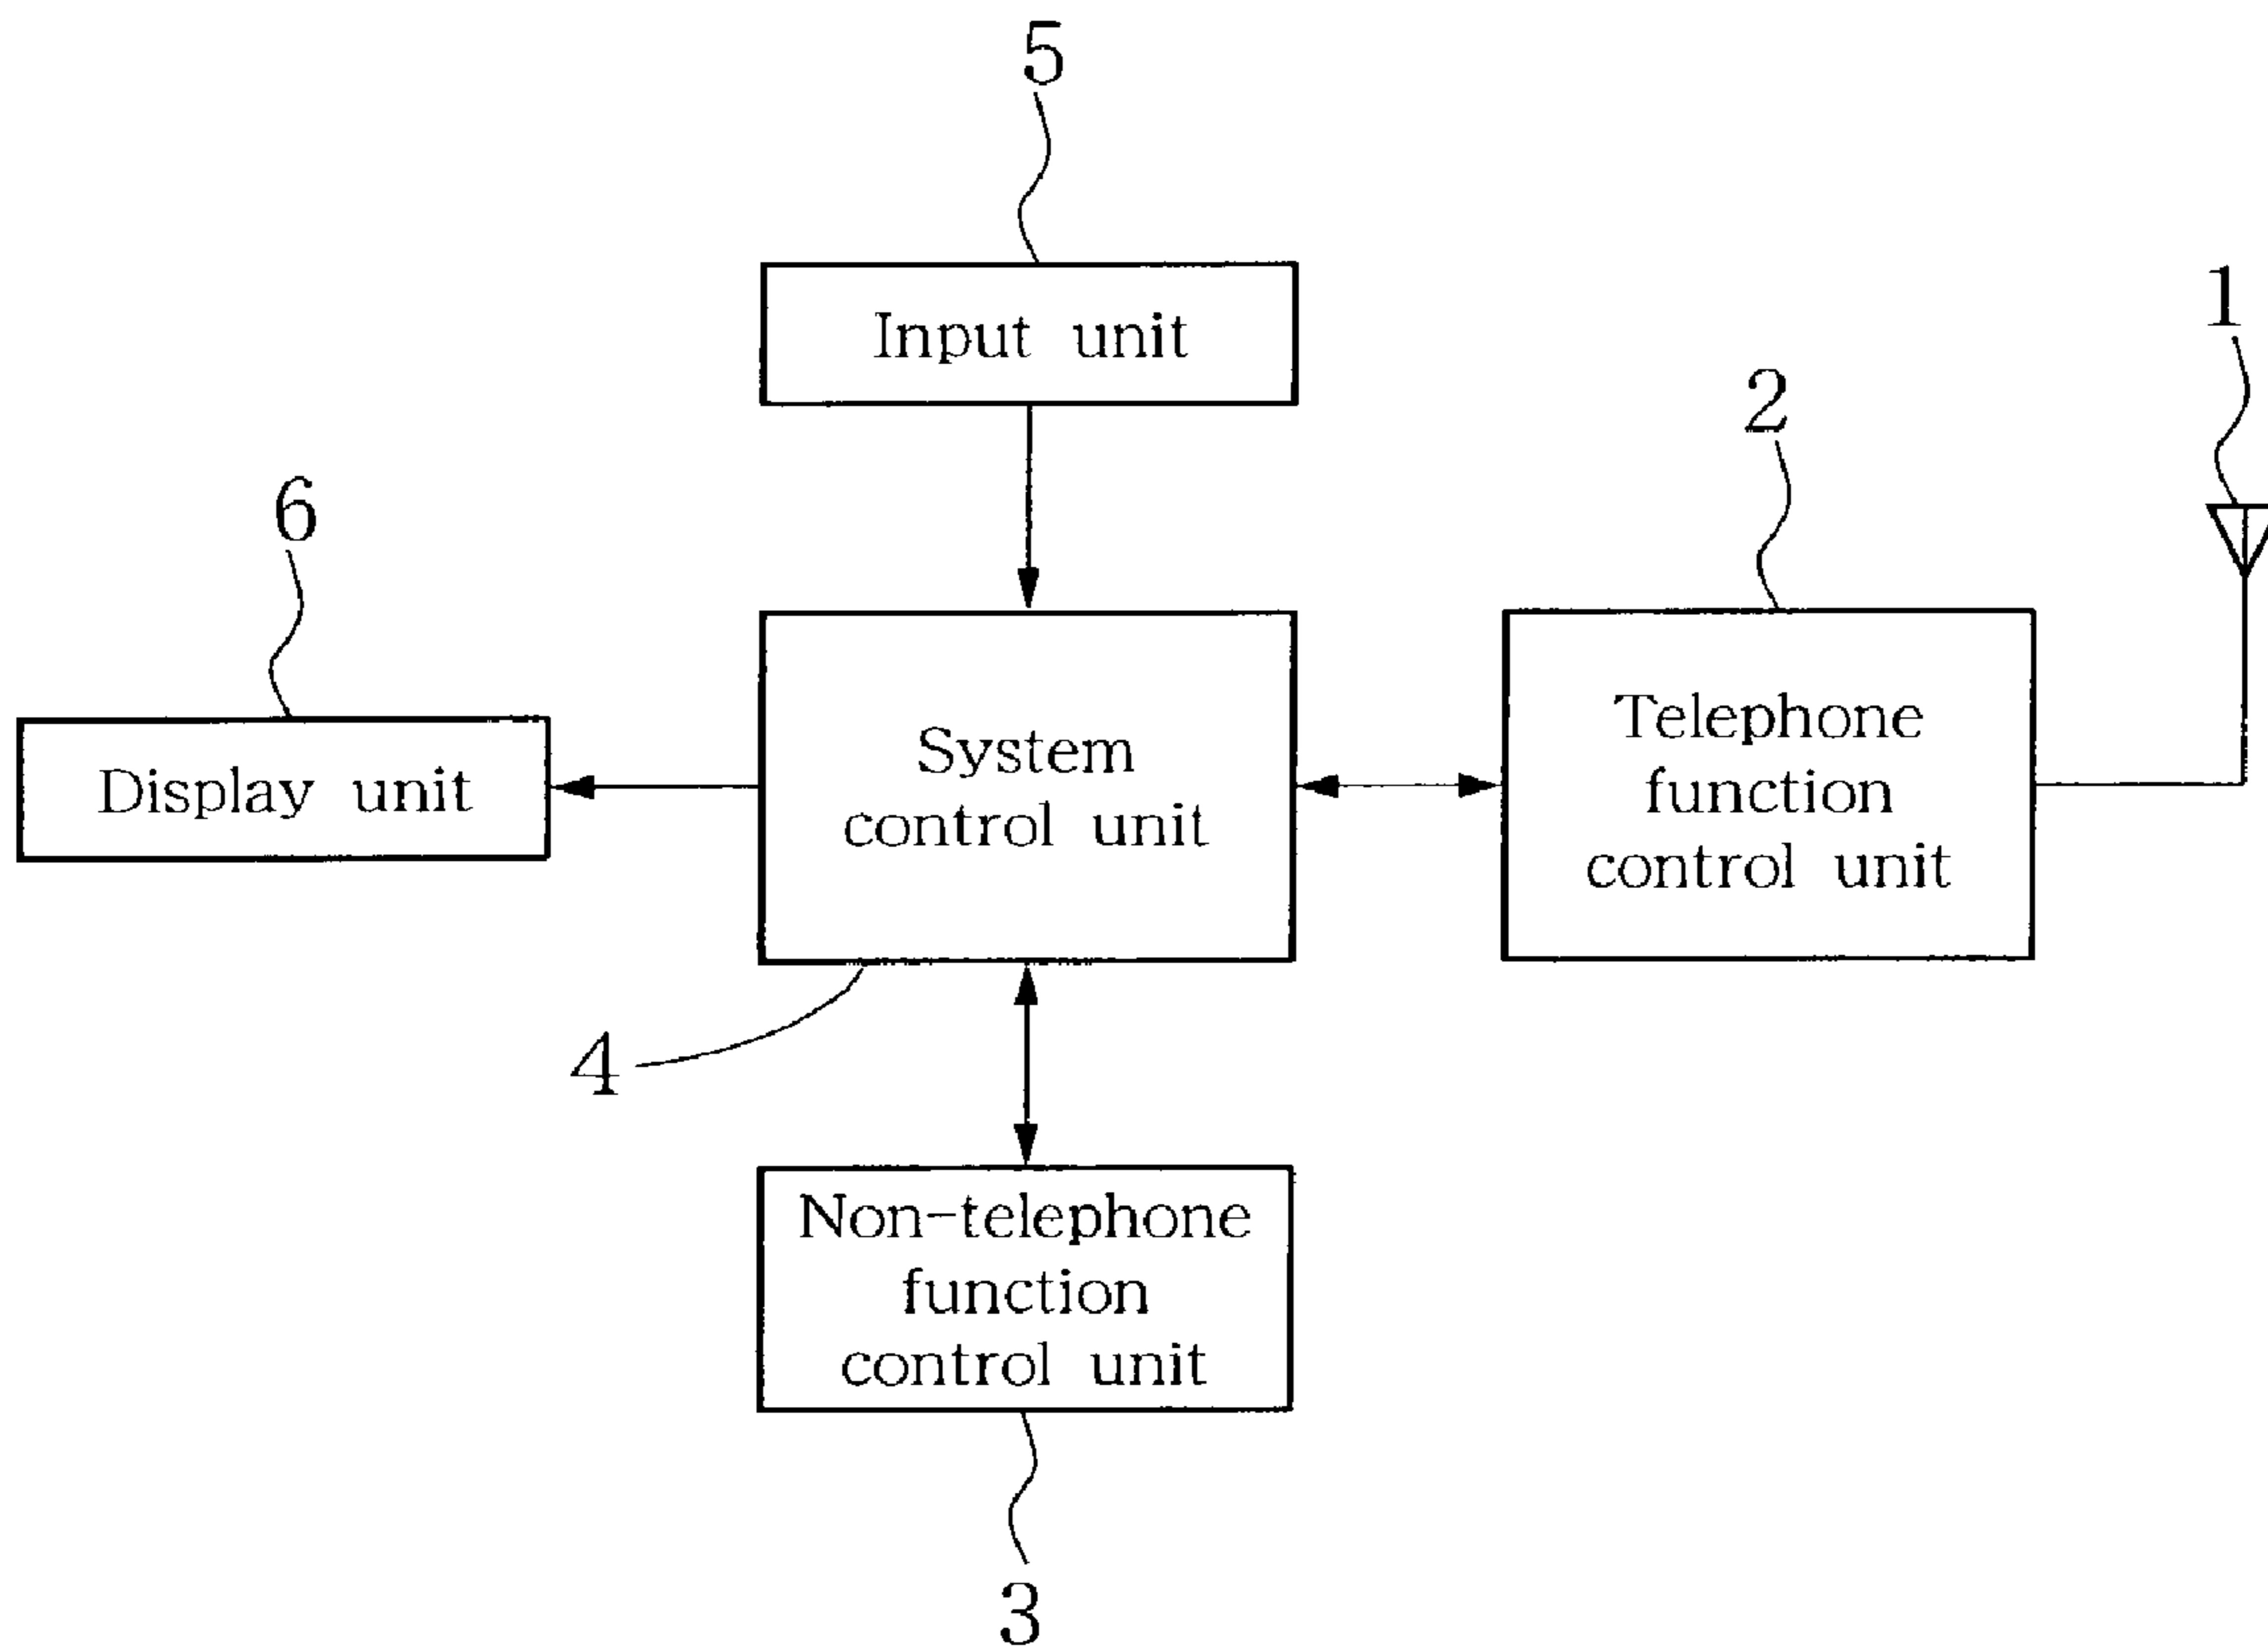 5
Input unit
1
2
6
Display unit
System
control unit
Telephone
function
control unit
4
Non-telephone
function
control unit
3